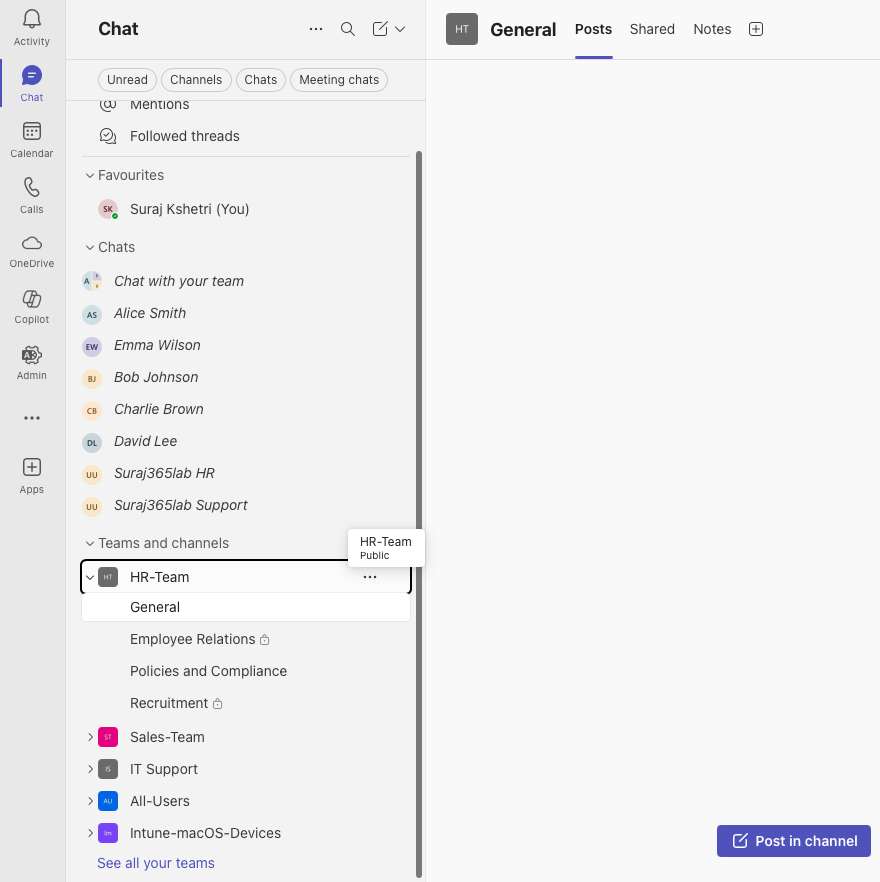 Activity
Chat
Calendar
Calls
OneDrive
Copilot
Admin
Apps
Chat
Unread
Channels
Chats
Meeting chats
Mentions
Followed threads
Favourites
SK
Suraj Kshetri (You)
Chats
A
Chat with your team
AS
Alice Smith
EW
Emma Wilson
BJ
Bob Johnson
CB
Charlie Brown
DL
David Lee
UU
Suraj365lab HR
UU
Suraj365lab Support
Teams and channels
HR-Team
Public
HT
HR-Team
General
Employee Relations
Policies and Compliance
Recruitment
ST
Sales-Team
IS
IT Support
AU
All-Users
Im
Intune-macOS-Devices
See all your teams
HT
General
Posts
Shared
Notes
Post in channel